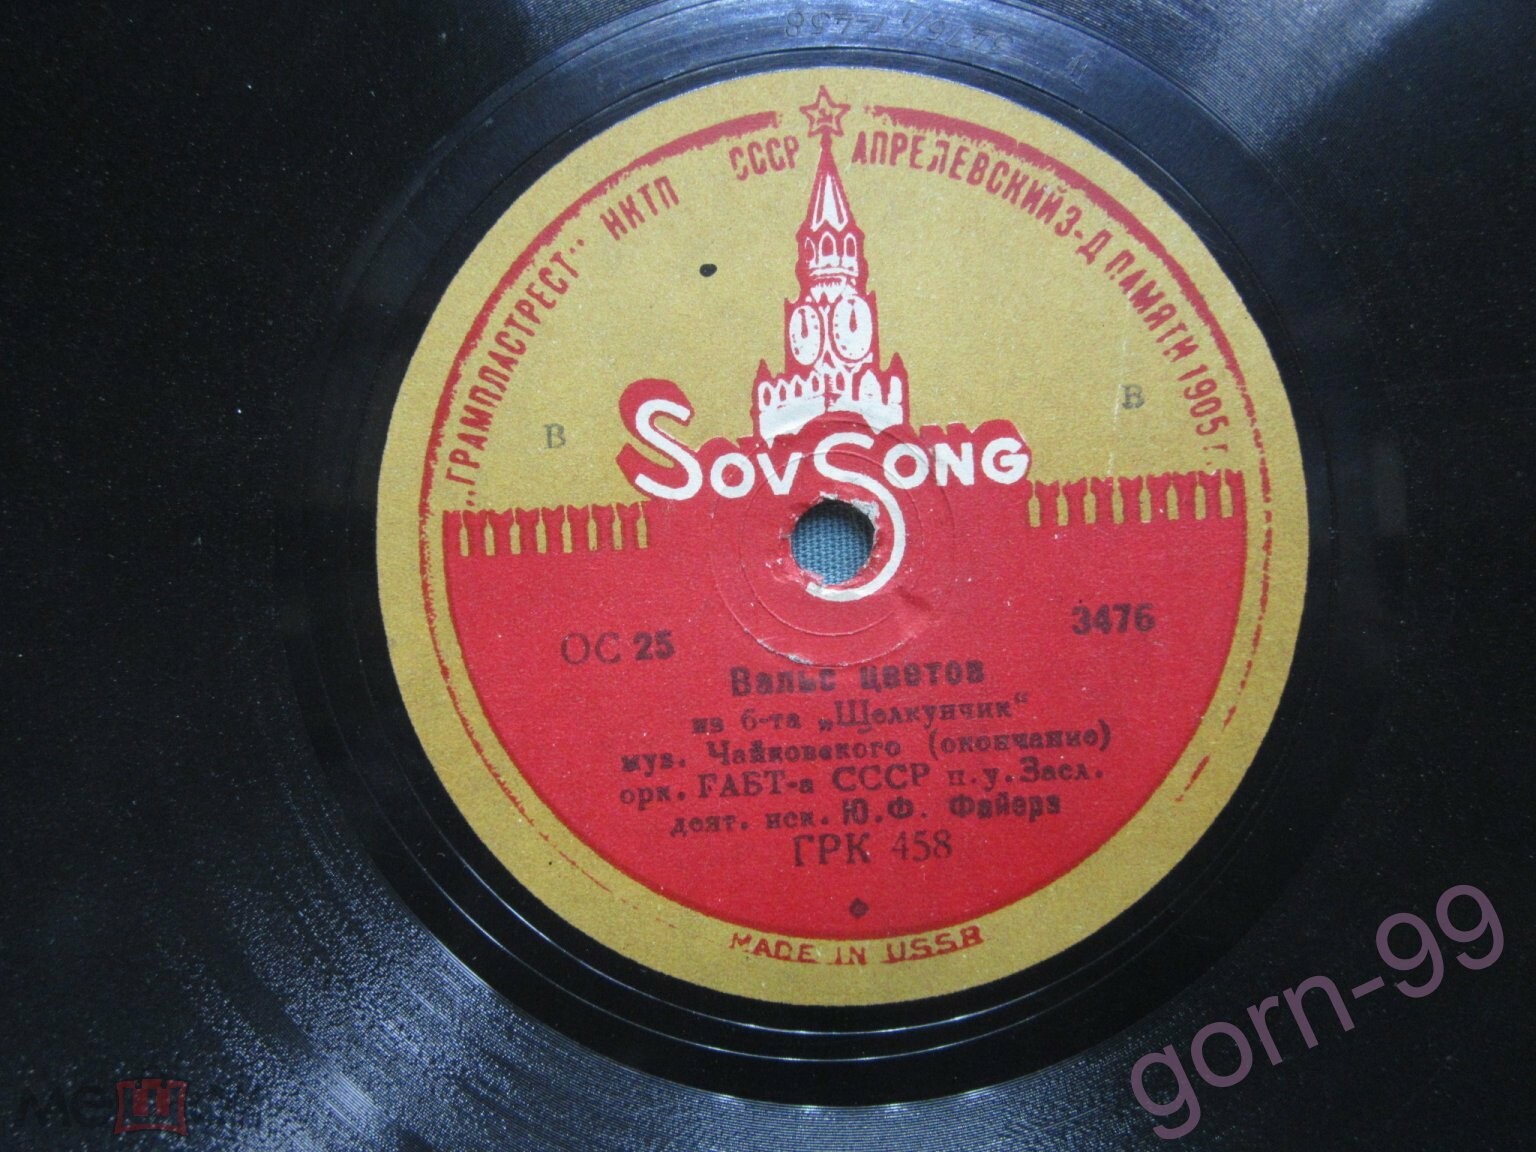 „ГРАМПЛАСТРЕСТ“ НКТП СССР АПРЕЛЕВСКИЙ З-Д ПАМЯТИ 1905 г.
В В
SOVSONG
ОС 25 3476
Вальс цветов
из б-та „Щелкунчик“
муз. Чайковского (окончание)
орк. ГАБТ-а СССР п. у. Засл.
деят. иск. Ю. Ф. Файера
ГРК 458
MADE IN USSR
gorn-99